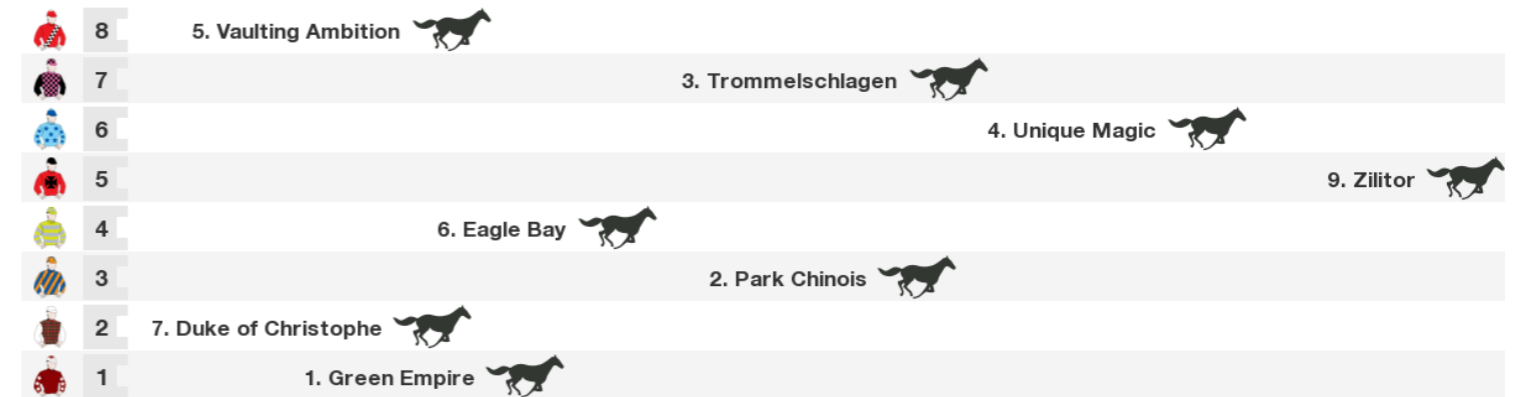 8 5. Vaulting Ambition
7 3. Trommelschlagen
6 4. Unique Magic
5 9. Zilitor
4 6. Eagle Bay
3 2. Park Chinois
2 7. Duke of Christophe
1 1. Green Empire